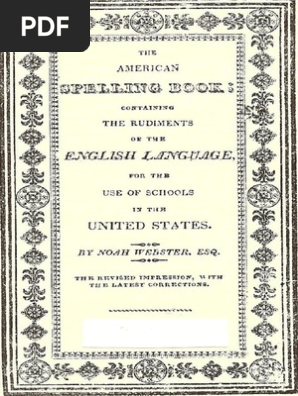 PDF
THE
AMERICAN
SPELLING BOOK;
CONTAINING
THE RUDIMENTS
OF THE
ENGLISH LANGUAGE,
FOR THE
USE OF SCHOOLS
IN THE
UNITED STATES.
BY NOAH WEBSTER, ESQ.
THE REVISED IMPRESSION, WITH
THE LATEST CORRECTIONS.